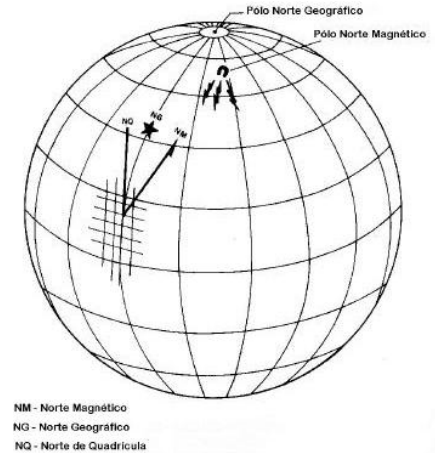 Pólo Norte Geográfico
Pólo Norte Magnético
NQ
NG
NM
NM - Norte Magnético
NG - Norte Geográfico
NQ - Norte de Quadrícula